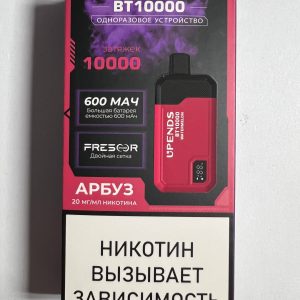 BT10000
ОДНОРАЗОВОЕ УСТРОЙСТВО
затяжек
10000
600 МАЧ
Большая батарея
емкостью 600 мАч
FRESOR
Двойная сетка
UPENDS
BT10000
WATERMELON
АРБУЗ
20 мг/мл никотина
НИКОТИН
ВЫЗЫВАЕТ
ЗАВИСИМОСТЬ